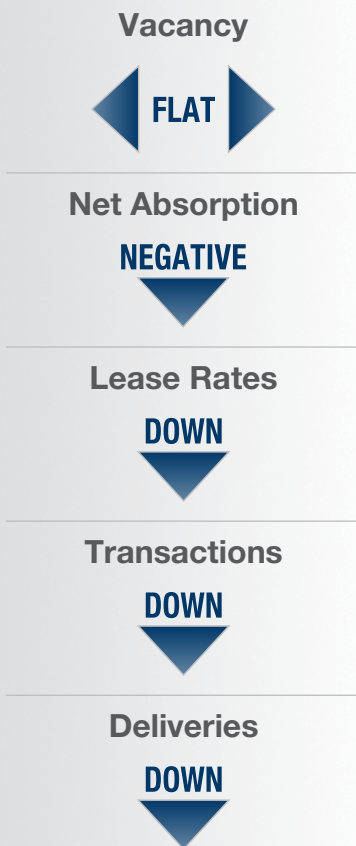 Vacancy
FLAT
Net Absorption
NEGATIVE
Lease Rates
DOWN
Transactions
DOWN
Deliveries
DOWN